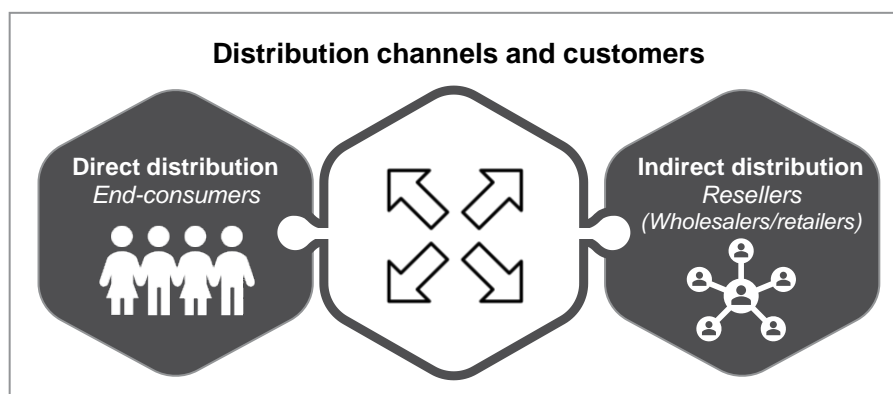 Distribution channels and customers
Direct distribution
End-consumers
Indirect distribution
Resellers
(Wholesalers/retailers)